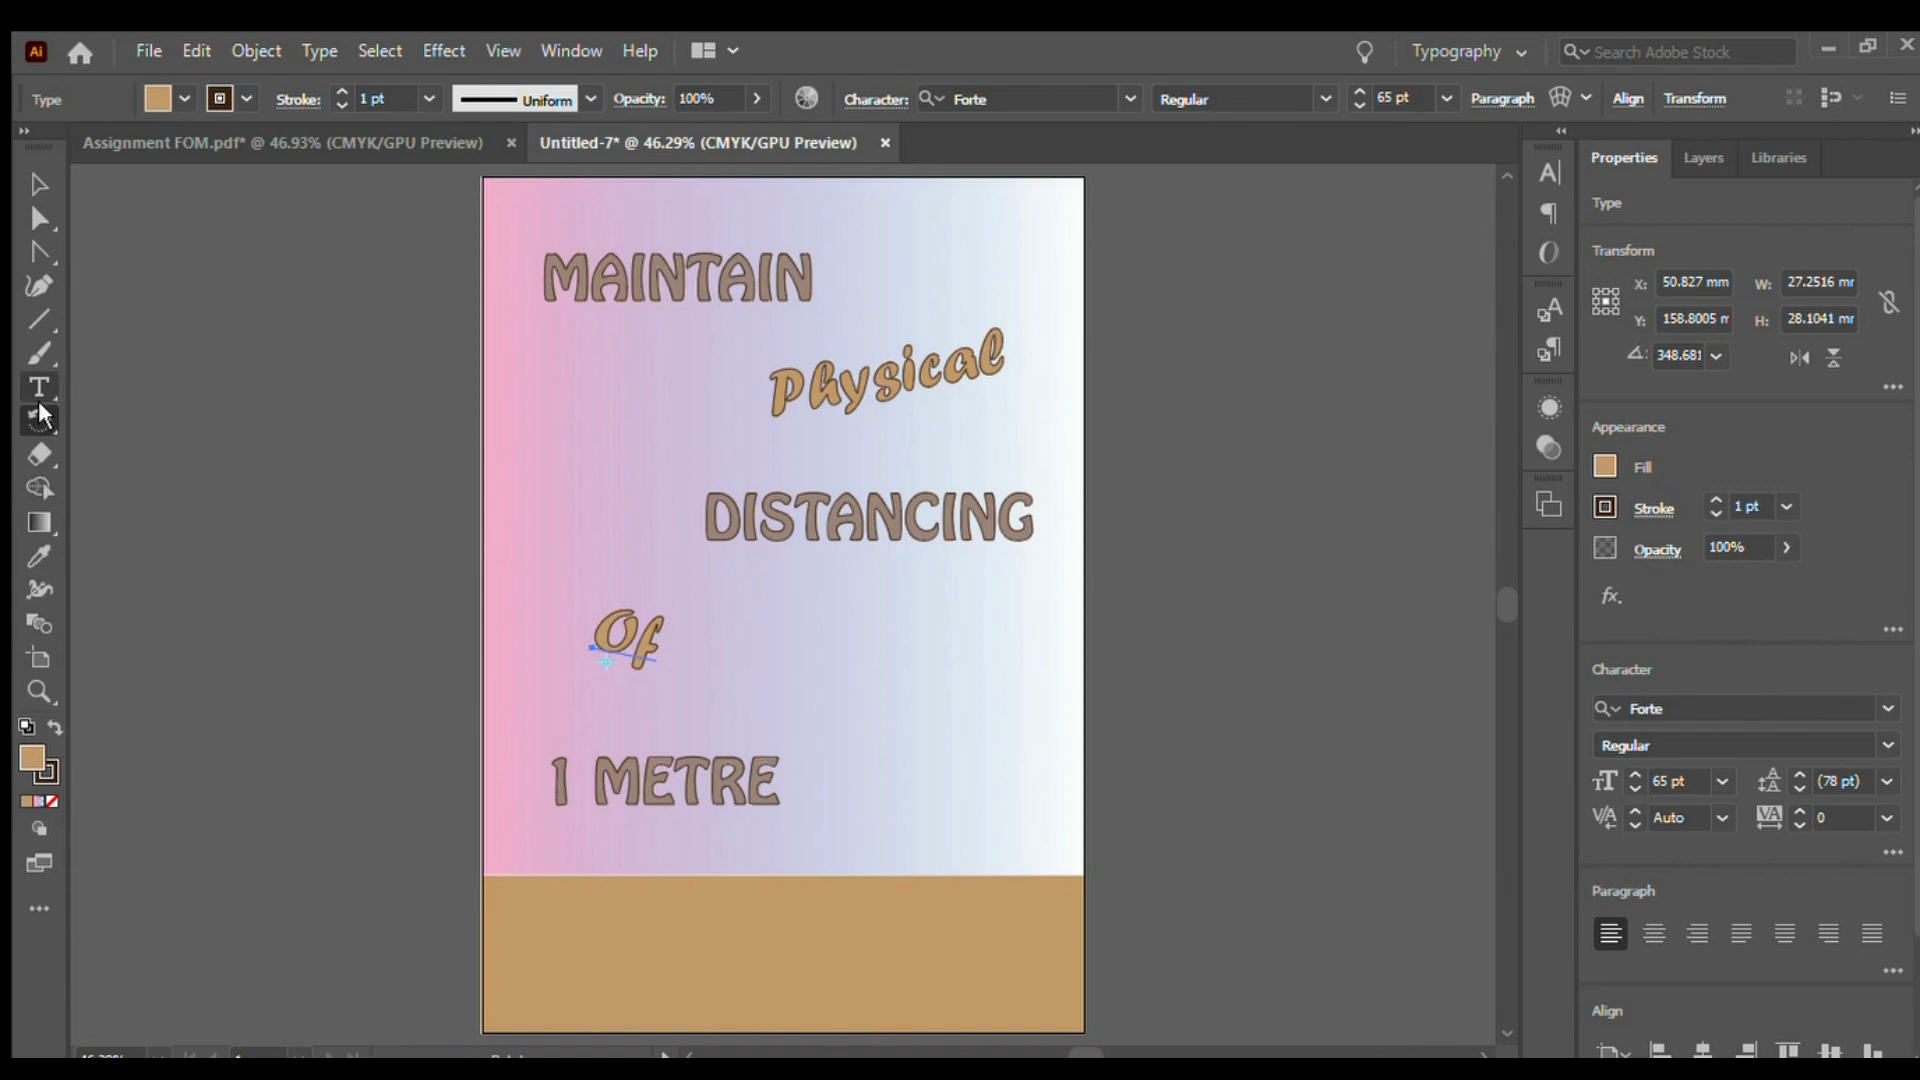 Ai File Edit Object Type Select Effect View Window Help Typography Search Adobe Stock
Type Stroke: 1 pt Uniform Opacity: 100% Character: Forte Regular 65 pt Paragraph Align Transform
Assignment FOM.pdf* @ 46.93% (CMYK/GPU Preview) Untitled-7* @ 46.29% (CMYK/GPU Preview)
MAINTAIN
Physical
DISTANCING
Of
1 METRE
Properties Layers Libraries
Type
Transform
X: 50.827 mm W: 27.2516 mr
Y: 158.8005 r H: 28.1041 mr
348.681
Appearance
Fill
Stroke 1 pt
Opacity 100%
fx.
Character
Forte
Regular
65 pt (78 pt)
Auto 0
Paragraph
Align